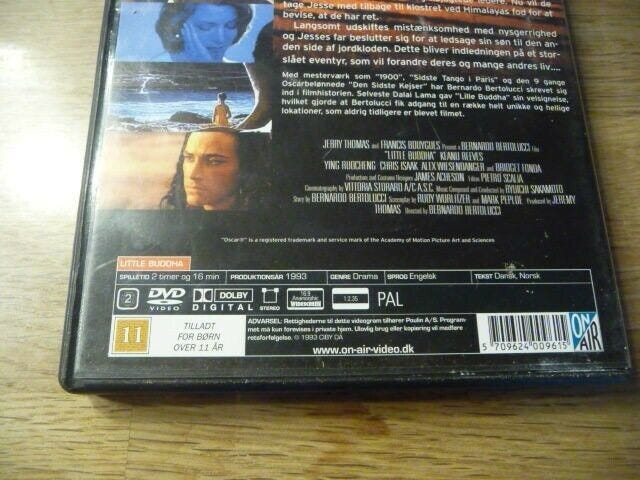 tage Jesse med tilbage til klostret ved Himalayas fod for at
bevise, at de har ret.
Langsomt udskiftes mistænksomhed med nysgerrighed
og Jesses far beslutter sig for at ledsage sin søn til den an-
den side af jordkloden. Dette bliver indledningen på et stor-
slået eventyr, som vil forandre deres og mange andres liv....
Med mesterværk som "1900", "Sidste Tango i Paris" og den 9 gange
Oscarbelønnede "Den Sidste Kejser" har Bernardo Bertolucci skrevet sig
ind i filmhistorien. Selveste Dalai Lama gav "Lille Buddha" sin velsignelse,
hvilket gjorde at Bertolucci fik adgang til en række helt unikke og hellige
lokationer, som aldrig tidligere er blevet filmet.
JERRY THOMAS and FRANCIS BOUYGUES Present A BERNARDO BERTOLUCCI Film
"LITTLE BUDDHA" KEANU REEVES
YING RUOCHENG CHRIS ISAAK ALEX WIESENDANGER AND BRIDGET FONDA
Production and Costume Designer JAMES ACHESON Editor PIETRO SCALIA
Cinematography by VITTORIA STORARO A/C A.S.C. Music Composed and Conducted by RYUICHI SAKAMOTO
Story by BERNARDO BERTOLUCCI Screenplay by RUDY WURLITZER and MARK PEPLOE Produced by JEREMY
THOMAS Directed by BERNARDO BERTOLUCCI
"Oscar®" is a registered trademark and service mark of the Academy of Motion Picture Art and Sciences
LITTLE BUDDHA
SPILLETID 2 timer og 16 min PRODUKTIONSÅR 1993 GENRE Drama SPROG Engelsk TEKST Dansk, Norsk
2 DVD VIDEO DOLBY DIGITAL STEREO 16:9 Anamorphic WIDESCREEN 1:2.35 PAL
11
TILLADT
FOR BØRN
OVER 11 ÅR
ADVARSEL: Rettighederne til dette videogram tilhører Poulin A/S. Program-
met må kun forevises i private hjem. Ulovlig brug eller kopiering vil medføre
retsforfølgelse. © 1993 CIBY DA
www.on-air-video.dk
5 709624 009615
ON AIR